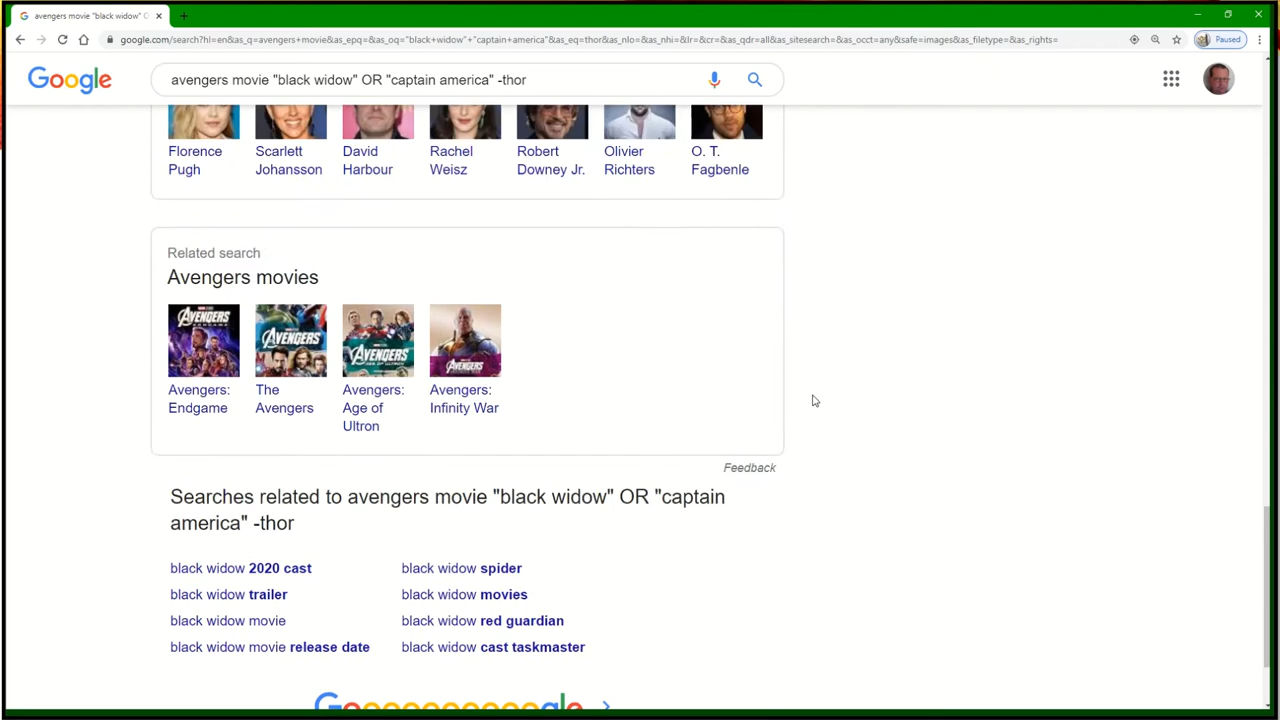 avengers movie "black widow" O
google.com/search?hl=en&as_q=avengers+movie&as_epq=&as_oq="black+widow"+"captain+america"&as_eq=thor&as_nlo=&as_nhi=&lr=&cr=&as_qdr=all&as_sitesearch=&as_occt=any&safe=images&as_filetype=&as_rights=
Paused
Google
avengers movie "black widow" OR "captain america" -thor
Florence Pugh
Scarlett Johansson
David Harbour
Rachel Weisz
Robert Downey Jr.
Olivier Richters
O. T. Fagbenle
Related search
Avengers movies
AVENGERS
AVENGERS
AVENGERS
AVENGERS
Avengers: Endgame
The Avengers
Avengers: Age of Ultron
Avengers: Infinity War
Feedback
Searches related to avengers movie "black widow" OR "captain
america" -thor
black widow 2020 cast
black widow spider
black widow trailer
black widow movies
black widow movie
black widow red guardian
black widow movie release date
black widow cast taskmaster
Goooooooooogle